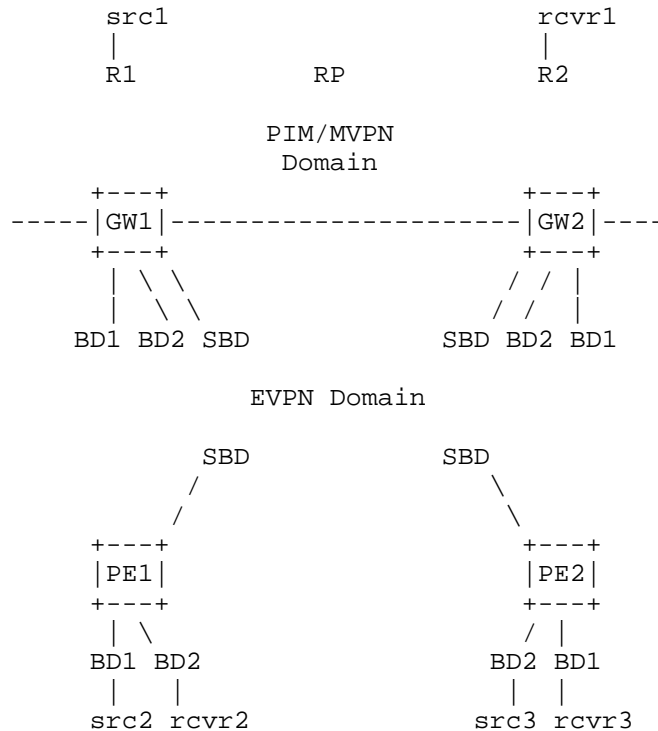 src1 rcvr1
| |
R1 RP R2
PIM/MVPN
Domain
+---+ +---+
-----|GW1|----------------------|GW2|----
+---+ +---+
| \ \ / / |
| \ \ / / |
BD1 BD2 SBD SBD BD2 BD1
EVPN Domain
SBD SBD
/ \
/ \
+---+ +---+
|PE1| |PE2|
+---+ +---+
| \ / |
BD1 BD2 BD2 BD1
| | | |
src2 rcvr2 src3 rcvr3